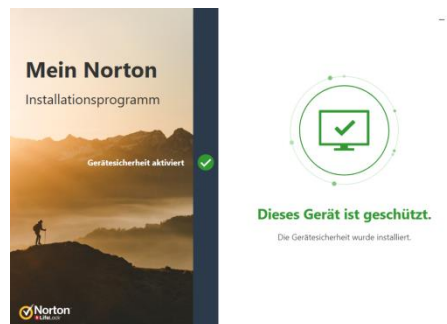 Mein Norton
Installationsprogramm
Gerätesicherheit aktiviert
Norton
LifeLock
Dieses Gerät ist geschützt.
Die Gerätesicherheit wurde installiert.